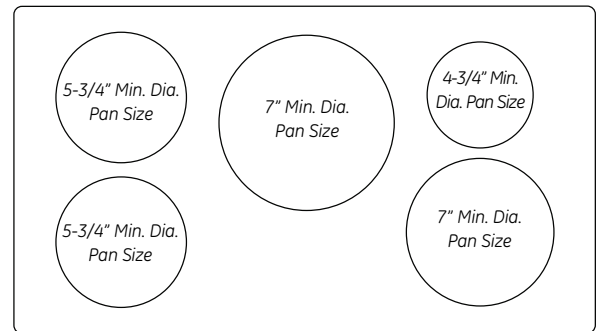 5-3/4” Min. Dia.
Pan Size
7” Min. Dia.
Pan Size
4-3/4” Min.
Dia. Pan Size
5-3/4” Min. Dia.
Pan Size
7” Min. Dia.
Pan Size